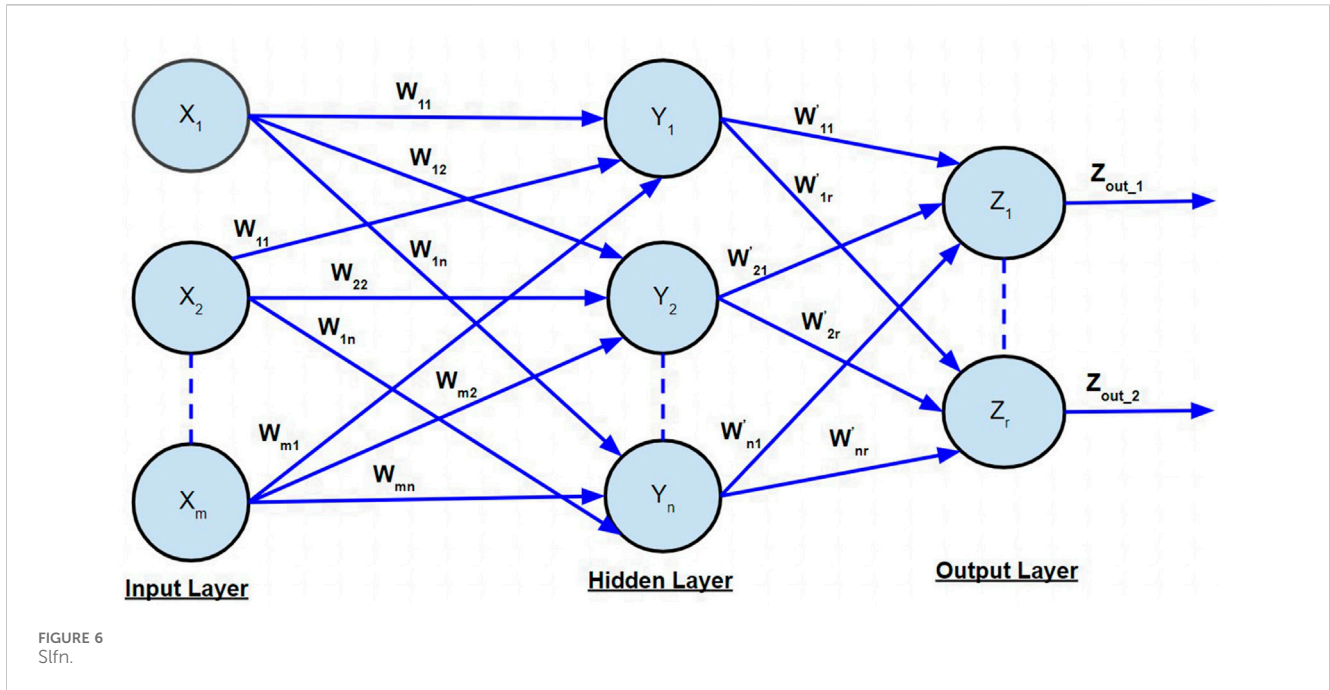 X1
W11
Y1
W'11
W12
W'1r
Z1
Zout_1
W11
W1n
X2
W22
Y2
W'21
W1n
W'2r
Wm2
Zr
Zout_2
Wm1
W'n1
W'nr
Wmn
Xm
Yn
Input Layer
Hidden Layer
Output Layer
FIGURE 6
Slfn.